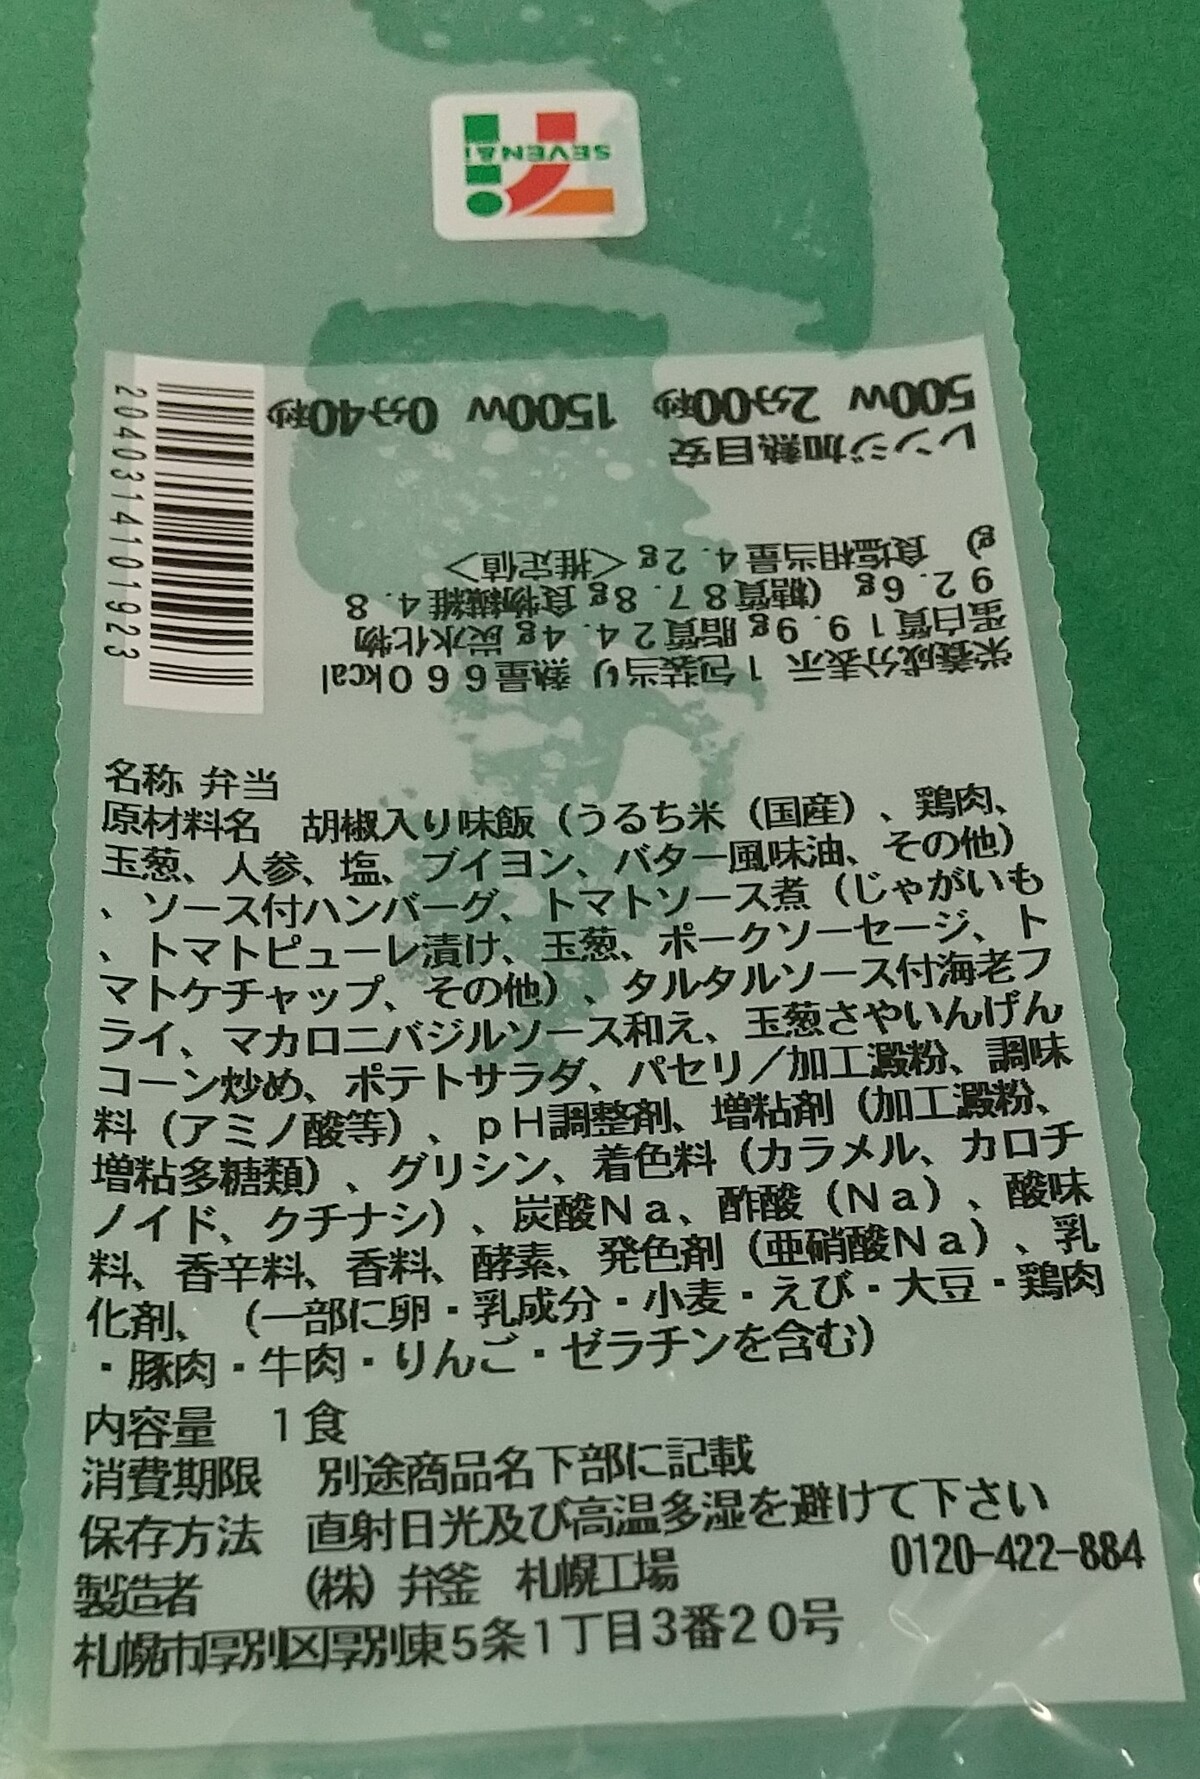 SEVEN&i
500W 2分00秒 1500W 0分40秒
レンジ加熱目安
栄養成分表示 1包装当り 熱量660kcal
蛋白質19.9g 脂質24.4g 炭水化物
92.6g (糖質87.8g 食物繊維4.8
g) 食塩相当量4.2g <推定値>
2040314101923
名称 弁当
原材料名 胡椒入り味飯（うるち米（国産）、鶏肉、
玉葱、人参、塩、ブイヨン、バター風味油、その他）
、ソース付ハンバーグ、トマトソース煮（じゃがいも
、トマトピューレ漬け、玉葱、ポークソーセージ、ト
マトケチャップ、その他）、タルタルソース付海老フ
ライ、マカロニバジルソース和え、玉葱さやいんげん
コーン炒め、ポテトサラダ、パセリ／加工澱粉、調味
料（アミノ酸等）、ｐＨ調整剤、増粘剤（加工澱粉、
増粘多糖類）、グリシン、着色料（カラメル、カロチ
ノイド、クチナシ）、炭酸Ｎａ、酢酸（Ｎａ）、酸味
料、香辛料、香料、酵素、発色剤（亜硝酸Ｎａ）、乳
化剤、（一部に卵・乳成分・小麦・えび・大豆・鶏肉
・豚肉・牛肉・りんご・ゼラチンを含む）
内容量 1食
消費期限 別途商品名下部に記載
保存方法 直射日光及び高温多湿を避けて下さい
製造者 (株) 弁釜 札幌工場 0120-422-884
札幌市厚別区厚別東5条1丁目3番20号